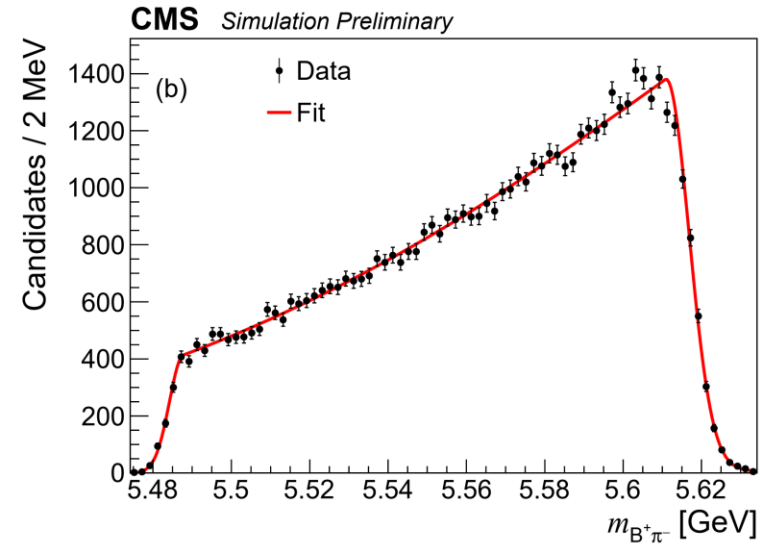 CMS Simulation Preliminary
Candidates / 2 MeV
1400
1200
1000
800
600
400
200
0
(b)
Data
Fit
5.48 5.5 5.52 5.54 5.56 5.58 5.6 5.62
m_{B⁺π⁻} [GeV]